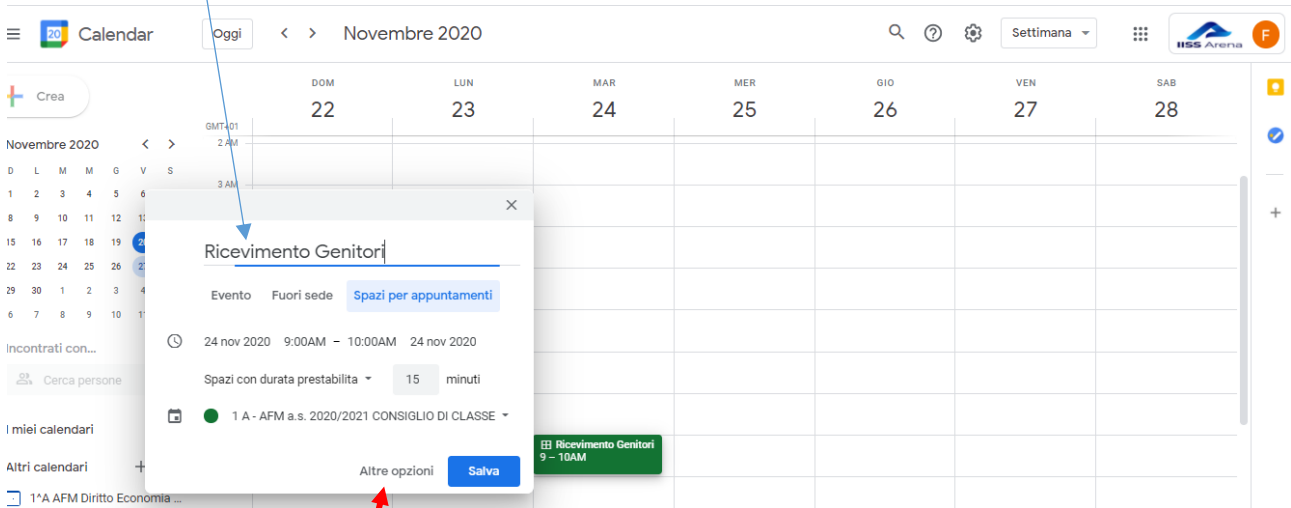 20 Calendar Oggi < > Novembre 2020 Settimana IISS Arena F
Crea
DOM LUN MAR MER GIO VEN SAB
22 23 24 25 26 27 28
GMT+01
Novembre 2020 < >
2 AM
D L M M G V S
3 AM
1 2 3 4 5 6
8 9 10 11 12
15 16 17 18 19
22 23 24 25 26
29 30 1 2 3 4
6 7 8 9 10
Ricevimento Genitori
Evento Fuori sede Spazi per appuntamenti
24 nov 2020 9:00AM – 10:00AM 24 nov 2020
Spazi con durata prestabilita 15 minuti
1 A - AFM a.s. 2020/2021 CONSIGLIO DI CLASSE
Altre opzioni Salva
Incontrati con...
Cerca persone
I miei calendari
Altri calendari +
1^A AFM Diritto Economia ...
Ricevimento Genitori
9 – 10AM